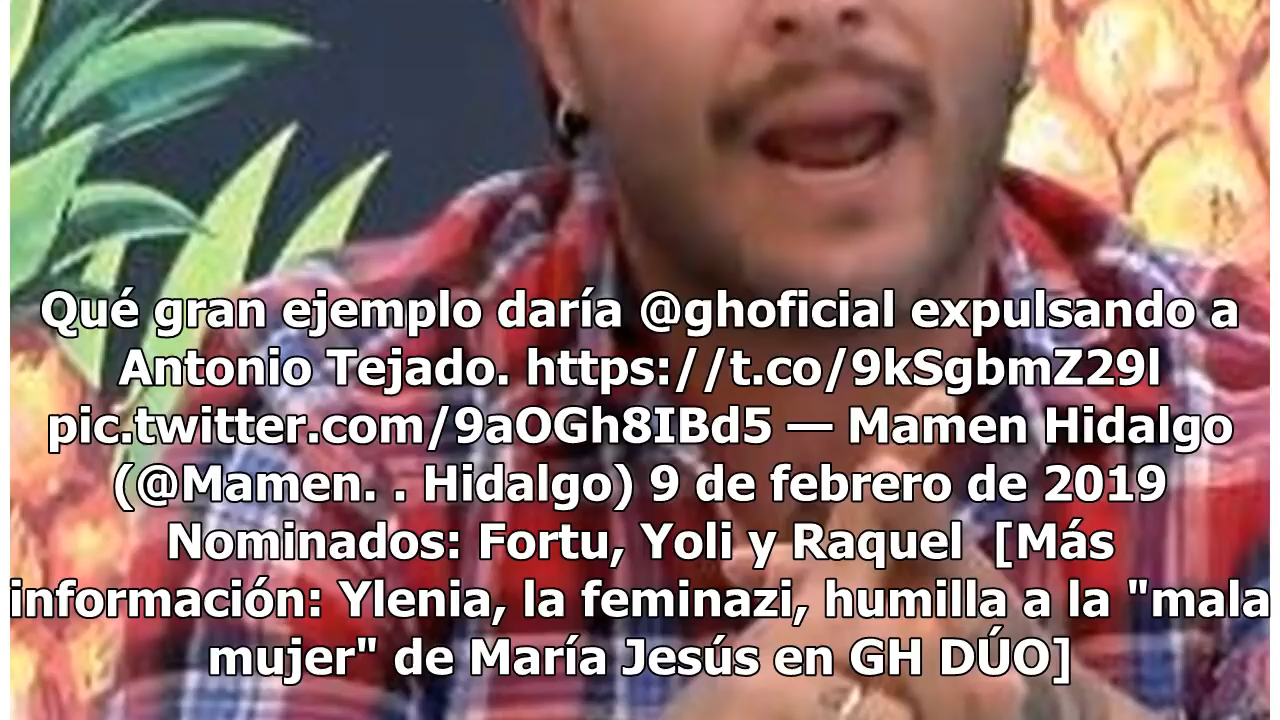 Qué gran ejemplo daría @ghoficial expulsando a
Antonio Tejado. https://t.co/9kSgbmZ29l
pic.twitter.com/9aOGh8IBd5 — Mamen Hidalgo
(@Mamen. . Hidalgo) 9 de febrero de 2019
Nominados: Fortu, Yoli y Raquel  [Más
información: Ylenia, la feminazi, humilla a la "mala
mujer" de María Jesús en GH DÚO]